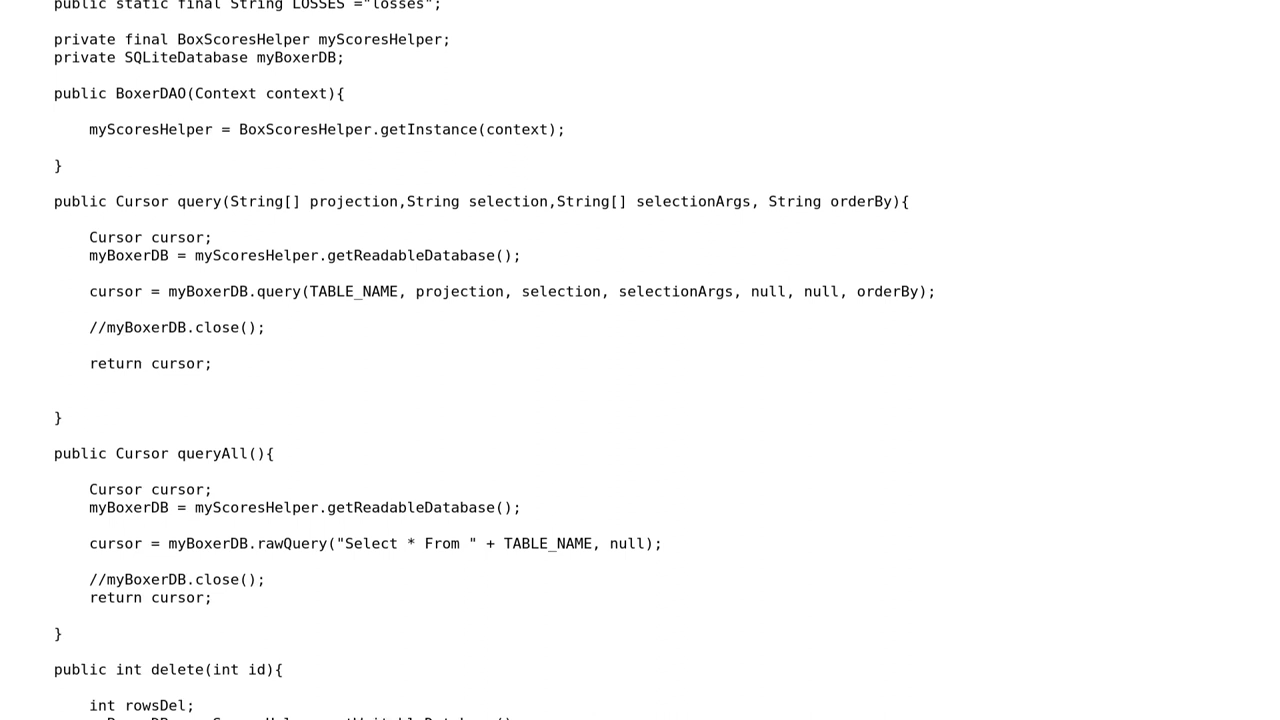 public static final String LOSSES ="losses";
private final BoxScoresHelper myScoresHelper;
private SQLiteDatabase myBoxerDB;
public BoxerDAO(Context context){
myScoresHelper = BoxScoresHelper.getInstance(context);
}
public Cursor query(String[] projection,String selection,String[] selectionArgs, String orderBy){
Cursor cursor;
myBoxerDB = myScoresHelper.getReadableDatabase();
cursor = myBoxerDB.query(TABLE_NAME, projection, selection, selectionArgs, null, null, orderBy);
//myBoxerDB.close();
return cursor;
}
public Cursor queryAll(){
Cursor cursor;
myBoxerDB = myScoresHelper.getReadableDatabase();
cursor = myBoxerDB.rawQuery("Select * From " + TABLE_NAME, null);
//myBoxerDB.close();
return cursor;
}
public int delete(int id){
int rowsDel;